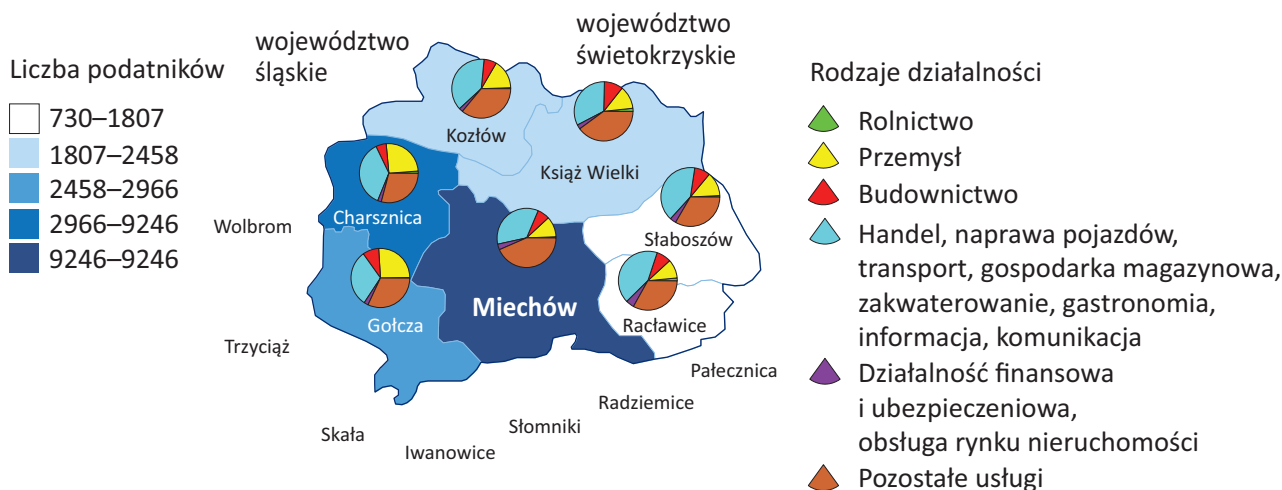 Liczba podatników
730–1807
1807–2458
2458–2966
2966–9246
9246–9246
województwo
śląskie
województwo
świetokrzyskie
Kozłów
Książ Wielki
Charsznica
Słaboszów
Miechów
Racławice
Gołcza
Wolbrom
Trzyciąż
Skała
Iwanowice
Słomniki
Radziemice
Pałecznica
Rodzaje działalności
Rolnictwo
Przemysł
Budownictwo
Handel, naprawa pojazdów,
transport, gospodarka magazynowa,
zakwaterowanie, gastronomia,
informacja, komunikacja
Działalność finansowa
i ubezpieczeniowa,
obsługa rynku nieruchomości
Pozostałe usługi